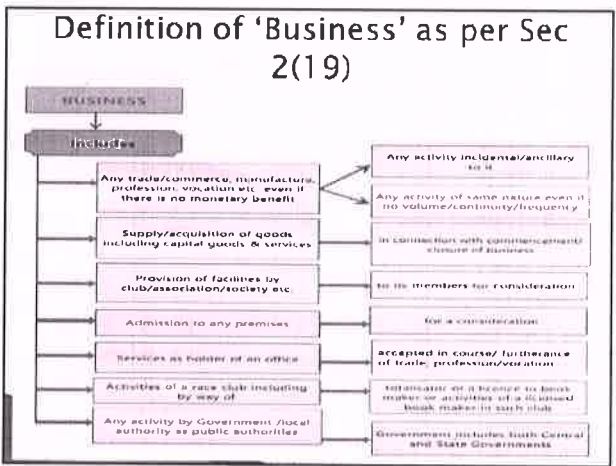 Definition of 'Business' as per Sec
2(19)
BUSINESS
Includes
Any trade/commerce, manufacture,
profession, vocation etc. even if
there is no monetary benefit
Any activity incidental/ancillary
to it
Any activity of same nature even if
no volume/continuity/frequency
Supply/acquisition of goods
including capital goods & services
in connection with commencement/
closure of business
Provision of facilities by
club/association/society etc.
to its members for consideration
Admission to any premises
for a consideration
Services as holder of an office
accepted in course/ furtherance
of trade, profession/vocation
Activities of a race club including
by way of
totalisator or a licence to book
maker or activities of a licensed
book maker in such club
Any activity by Government /local
authority as public authorities
Government includes both Central
and State Governments